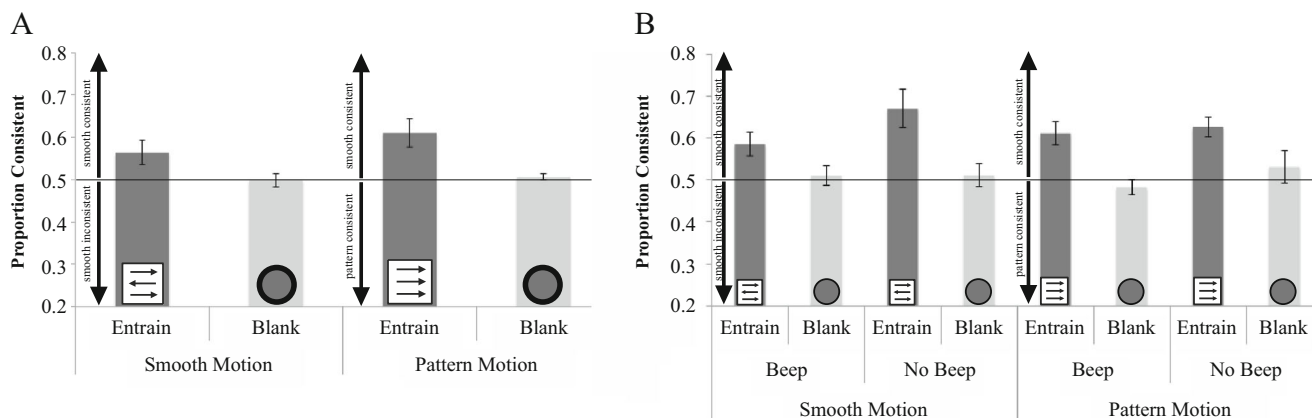 A
Proportion Consistent
0.8
0.7
0.6
0.5
0.4
0.3
0.2
smooth consistent
smooth inconsistent
smooth consistent
pattern consistent
Entrain Blank Entrain Blank
Smooth Motion Pattern Motion
B
Proportion Consistent
0.8
0.7
0.6
0.5
0.4
0.3
0.2
smooth consistent
smooth inconsistent
smooth consistent
pattern consistent
Entrain Blank Entrain Blank Entrain Blank Entrain Blank
Beep No Beep Beep No Beep
Smooth Motion Pattern Motion